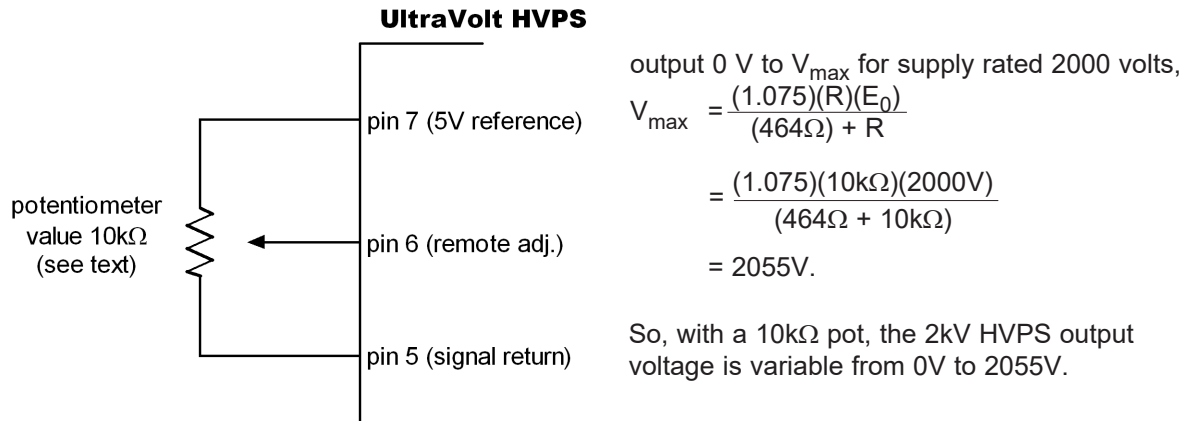 UltraVolt HVPS
pin 7 (5V reference)
potentiometer
value 10kΩ
(see text)
pin 6 (remote adj.)
pin 5 (signal return)
output 0 V to Vmax for supply rated 2000 volts,
Vmax = (1.075)(R)(E0)
(464Ω) + R
= (1.075)(10kΩ)(2000V)
(464Ω + 10kΩ)
= 2055V.
So, with a 10kΩ pot, the 2kV HVPS output
voltage is variable from 0V to 2055V.